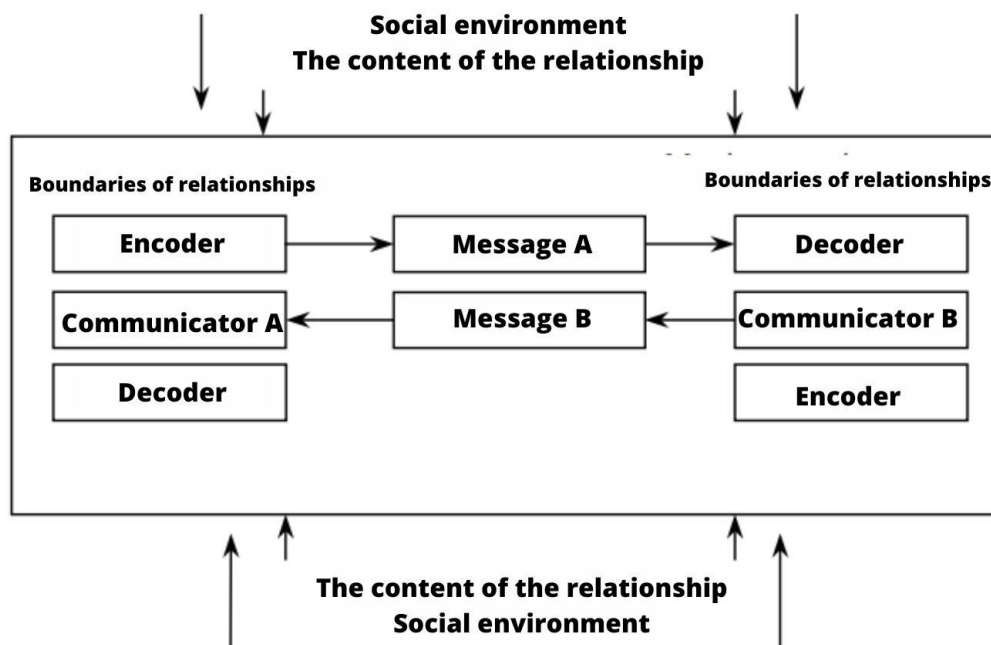 Social environment
The content of the relationship
Boundaries of relationships
Boundaries of relationships
Encoder
Message A
Decoder
Communicator A
Message B
Communicator B
Decoder
Encoder
The content of the relationship
Social environment